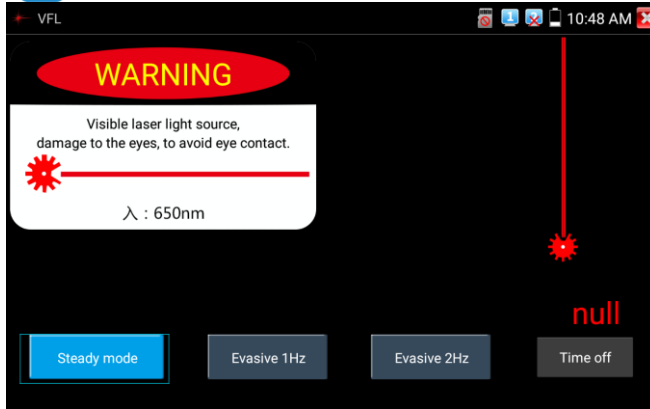 VFL
10:48 AM
WARNING
Visible laser light source,
damage to the eyes, to avoid eye contact.
入 : 650nm
null
Steady mode
Evasive 1Hz
Evasive 2Hz
Time off